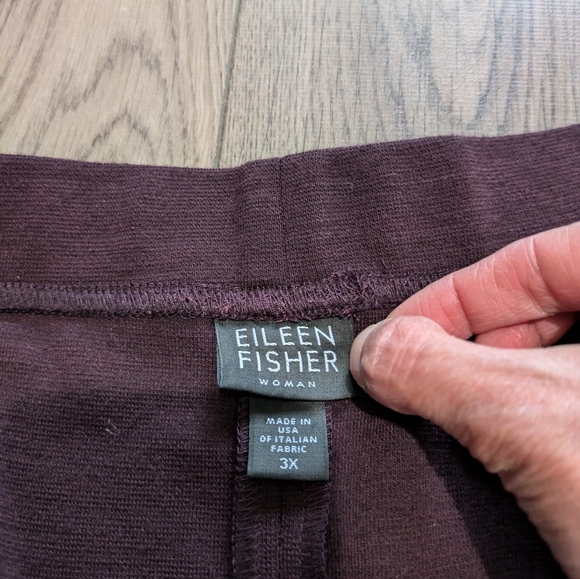 EILEEN
FISHER
WOMAN
MADE IN
USA
OF ITALIAN
FABRIC
3X